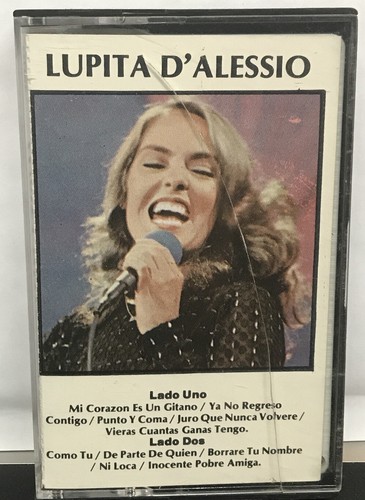 LUPITA D'ALESSIO
Lado Uno
Mi Corazon Es Un Gitano / Ya No Regreso
Contigo / Punto Y Coma / Juro Que Nunca Volvere /
Vieras Cuantas Ganas Tengo.
Lado Dos
Como Tu / De Parte De Quien / Borrare Tu Nombre
/ Ni Loca / Inocente Pobre Amiga.